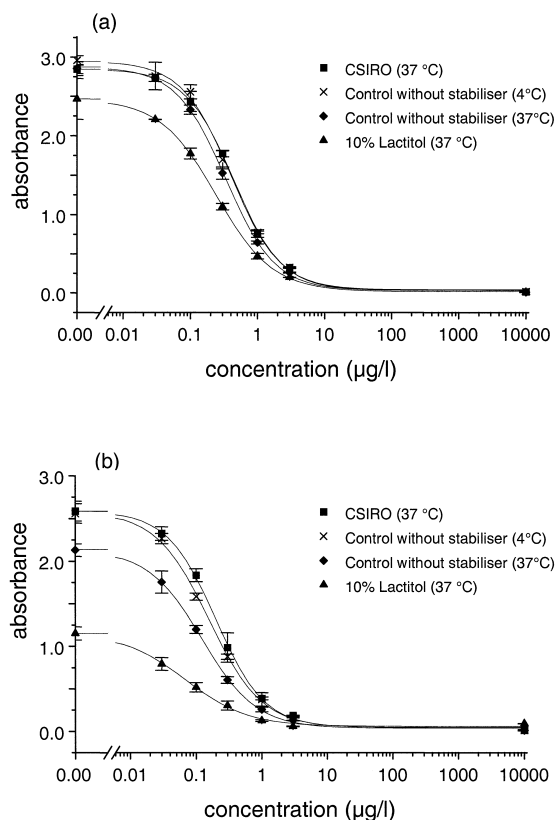 (a)
3.0
2.0
1.0
0.0
absorbance
CSIRO (37 °C)
Control without stabiliser (4°C)
Control without stabiliser (37°C)
10% Lactitol (37 °C)
0.00 0.01 0.1 1 10 100 1000 10000
concentration (µg/l)
(b)
3.0
2.0
1.0
0.0
absorbance
CSIRO (37 °C)
Control without stabiliser (4°C)
Control without stabiliser (37°C)
10% Lactitol (37 °C)
0.00 0.01 0.1 1 10 100 1000 10000
concentration (µg/l)